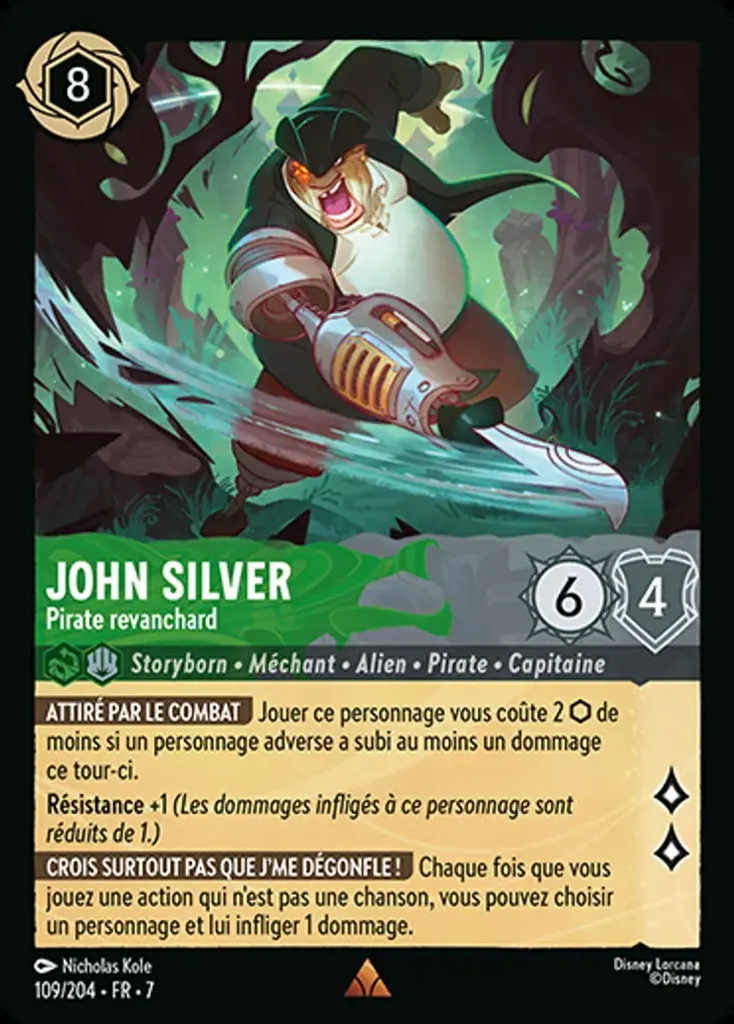 8
JOHN SILVER
Pirate revanchard
6
4
Storyborn • Méchant • Alien • Pirate • Capitaine
ATTIRÉ PAR LE COMBAT Jouer ce personnage vous coûte 2 ⬡ de
moins si un personnage adverse a subi au moins un dommage
ce tour-ci.
Résistance +1 (Les dommages infligés à ce personnage sont
réduits de 1.)
CROIS SURTOUT PAS QUE J'ME DÉGONFLE ! Chaque fois que vous
jouez une action qui n'est pas une chanson, vous pouvez choisir
un personnage et lui infliger 1 dommage.
Nicholas Kole
109/204 • FR • 7
Disney Lorcana
©Disney